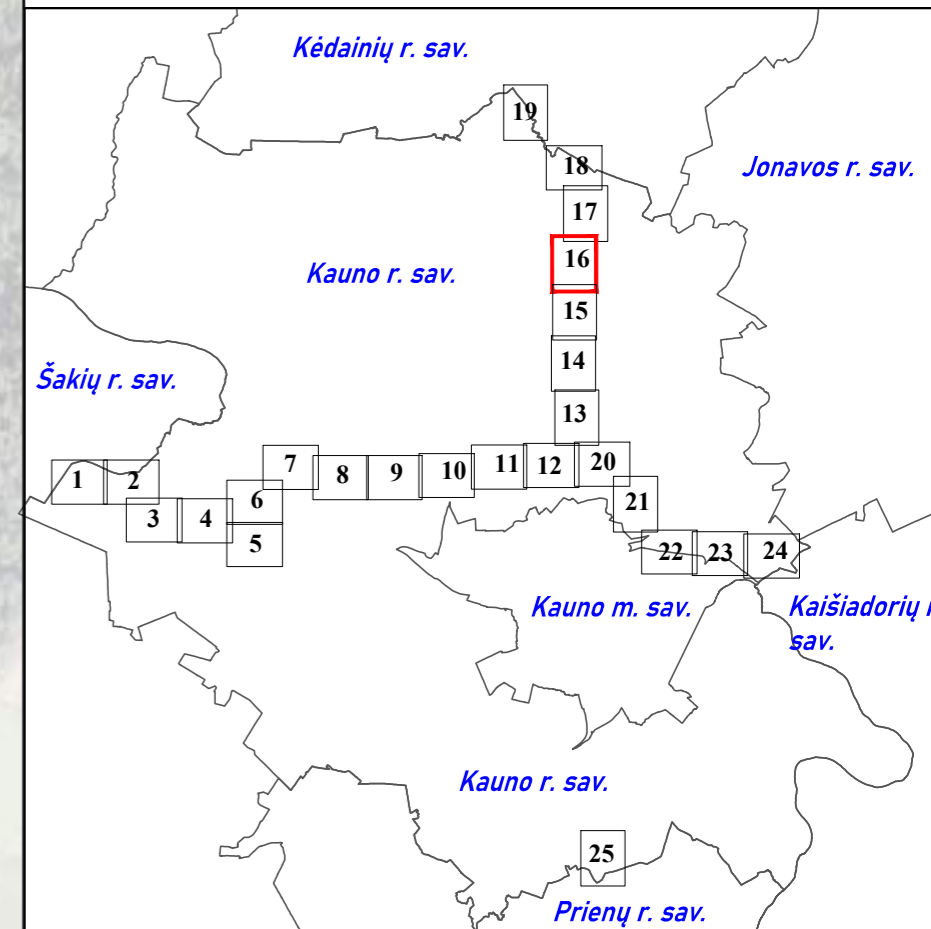 Kėdainių r. sav.
19
18
Jonavos r. sav.
17
16
Kauno r. sav.
15
14
Šakių r. sav.
13
7
11
12
20
1
2
8
9
10
6
21
3
4
5
22
23
24
Kauno m. sav.
Kaišiadorių
sav.
Kauno r. sav.
25
Prienų r. sav.